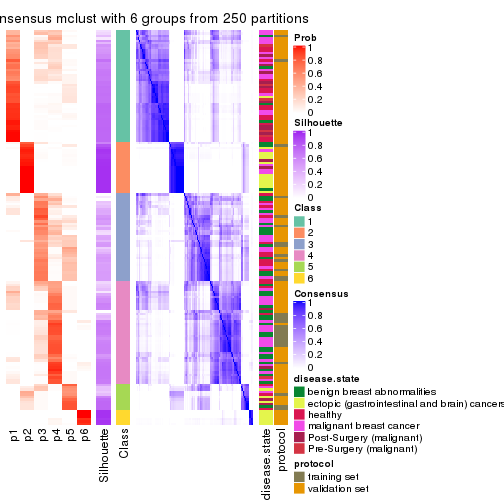 nsensus mclust with 6 groups from 250 partitions
Prob
1
0.8
0.6
0.4
0.2
0
Silhouette
1
0.8
0.6
0.4
0.2
0
Class
1
2
3
4
5
6
Consensus
1
0.8
0.6
0.4
0.2
0
disease.state
benign breast abnormalities
ectopic (gastrointestinal and brain) cancers
healthy
malignant breast cancer
Post-Surgery (malignant)
Pre-Surgery (malignant)
protocol
training set
validation set
p1
p2
p3
p4
p5
p6
Silhouette
Class
disease.state
protocol